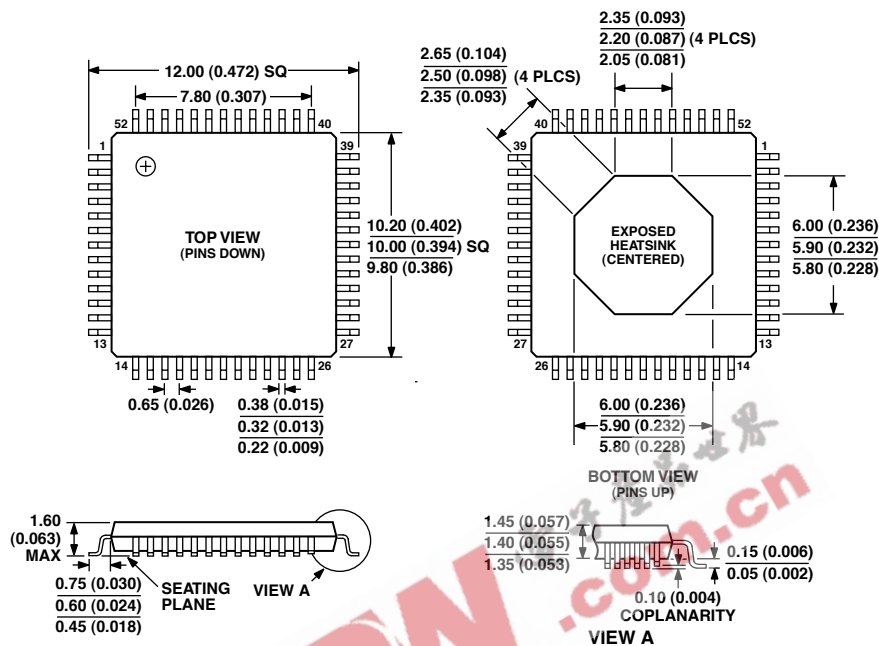 12.00 (0.472) SQ
7.80 (0.307)
52
40
1
39
TOP VIEW
(PINS DOWN)
10.20 (0.402)
10.00 (0.394) SQ
9.80 (0.386)
13
27
14
26
0.65 (0.026)
0.38 (0.015)
0.32 (0.013)
0.22 (0.009)
2.35 (0.093)
2.20 (0.087) (4 PLCS)
2.05 (0.081)
2.65 (0.104)
2.50 (0.098) (4 PLCS)
2.35 (0.093)
40
52
39
1
EXPOSED
HEATSINK
(CENTERED)
6.00 (0.236)
5.90 (0.232)
5.80 (0.228)
27
13
26
14
6.00 (0.236)
5.90 (0.232)
5.80 (0.228)
BOTTOM VIEW
(PINS UP)
1.60
(0.063)
MAX
0.75 (0.030)
0.60 (0.024)
0.45 (0.018)
SEATING
PLANE
VIEW A
1.45 (0.057)
1.40 (0.055)
1.35 (0.053)
0.15 (0.006)
0.05 (0.002)
0.10 (0.004)
COPLANARITY
VIEW A
电子产品世界
.com.cn